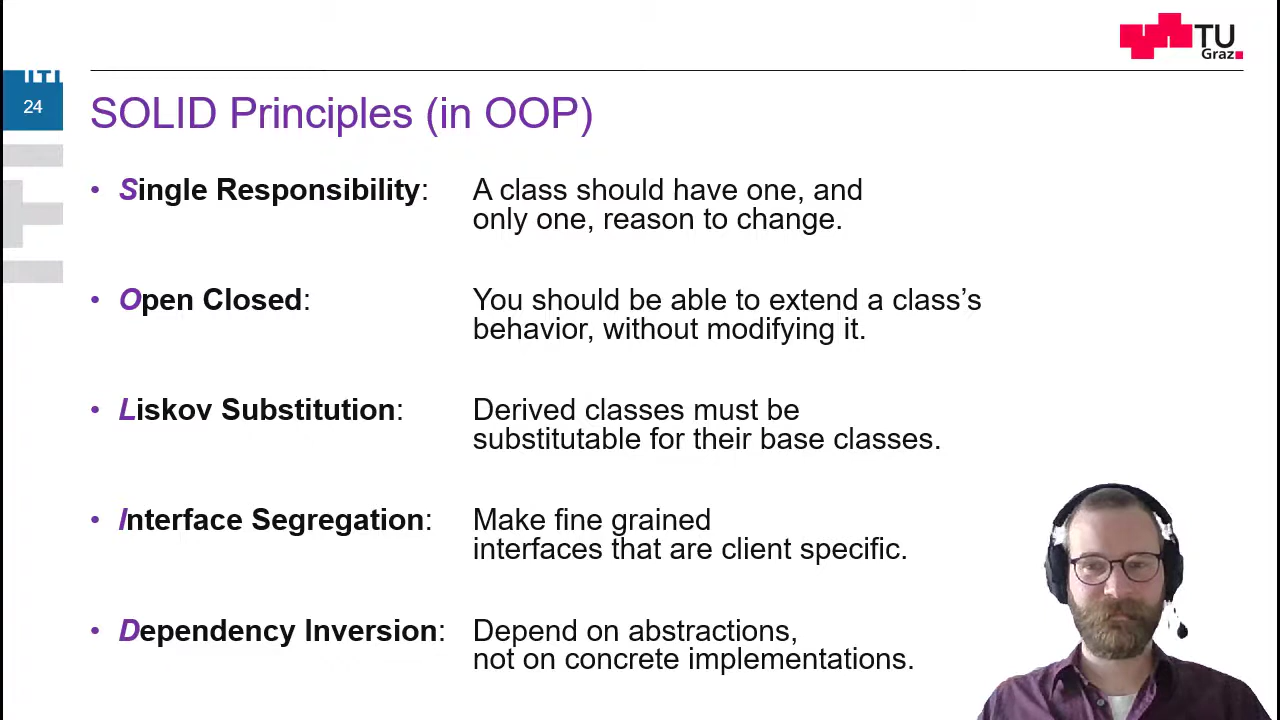 TU
Graz
24
SOLID Principles (in OOP)
• Single Responsibility: A class should have one, and
only one, reason to change.
• Open Closed: You should be able to extend a class’s
behavior, without modifying it.
• Liskov Substitution: Derived classes must be
substitutable for their base classes.
• Interface Segregation: Make fine grained
interfaces that are client specific.
• Dependency Inversion: Depend on abstractions,
not on concrete implementations.